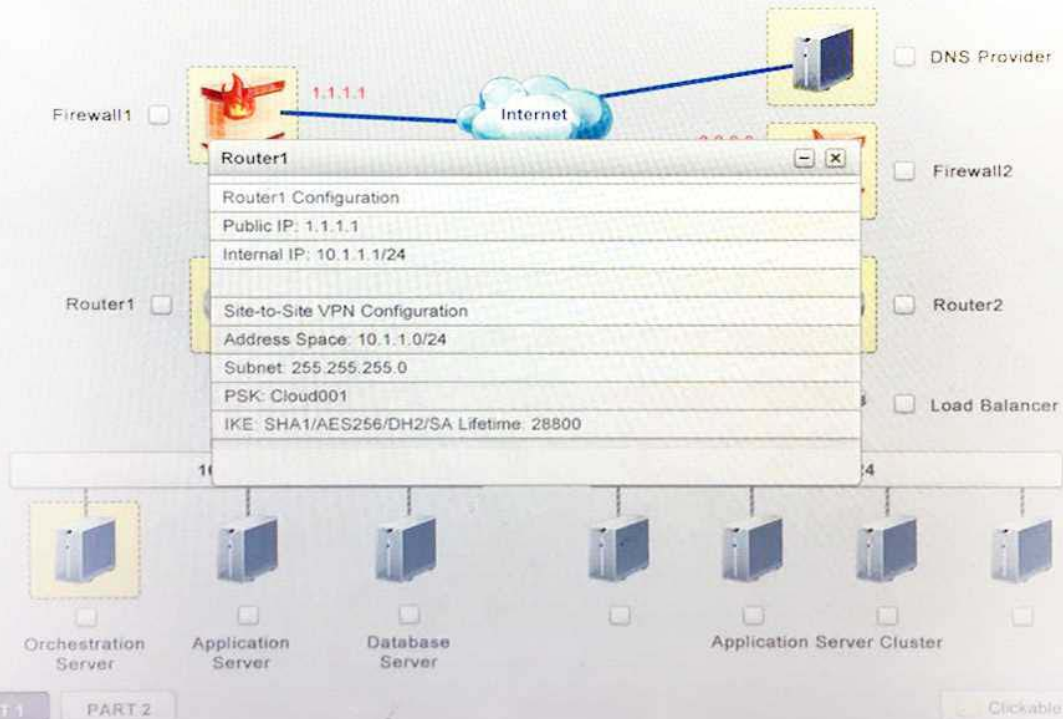 DNS Provider
1.1.1.1
Firewall1
Internet
Firewall2
Router1
Router1 Configuration
Public IP: 1.1.1.1
Internal IP: 10.1.1.1/24
Site-to-Site VPN Configuration
Address Space: 10.1.1.0/24
Subnet: 255.255.255.0
PSK: Cloud001
IKE: SHA1/AES256/DH2/SA Lifetime: 28800
Router1
Router2
Load Balancer
Orchestration
Server
Application
Server
Database
Server
Application Server Cluster
PART 2
Clickable